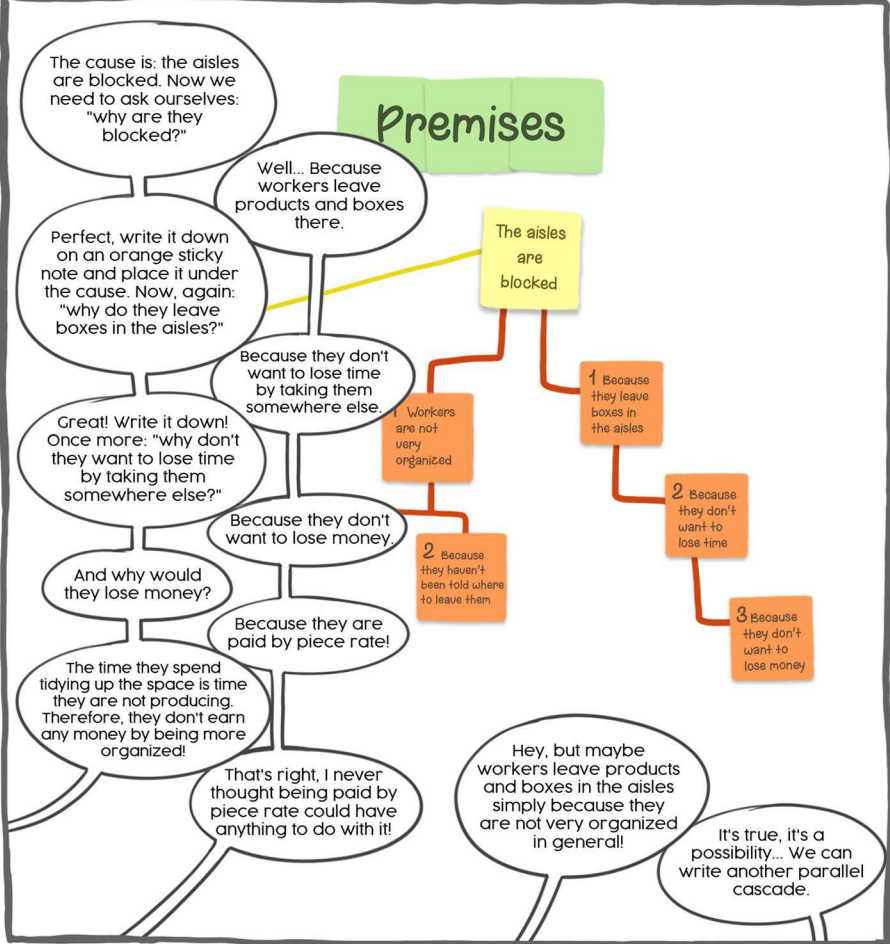 The cause is: the aisles
are blocked. Now we
need to ask ourselves:
"why are they
blocked?"
Well... Because
workers leave
products and boxes
there.
Perfect, write it down
on an orange sticky
note and place it under
the cause. Now, again:
"why do they leave
boxes in the aisles?"
Because they don't
want to lose time
by taking them
somewhere else.
Great! Write it down!
Once more: "why don't
they want to lose time
by taking them
somewhere else?"
Because they don't
want to lose money.
And why would
they lose money?
Because they are
paid by piece rate!
The time they spend
tidying up the space is time
they are not producing.
Therefore, they don't earn
any money by being more
organized!
That's right, I never
thought being paid by
piece rate could have
anything to do with it!
Premises
The aisles
are
blocked
1 Workers
are not
very
organized
2 Because
they haven't
been told where
to leave them
1 Because
they leave
boxes in
the aisles
2 Because
they don't
want to
lose time
3 Because
they don't
want to
lose money
Hey, but maybe
workers leave products
and boxes in the aisles
simply because they
are not very organized
in general!
It's true, it's a
possibility... We can
write another parallel
cascade.